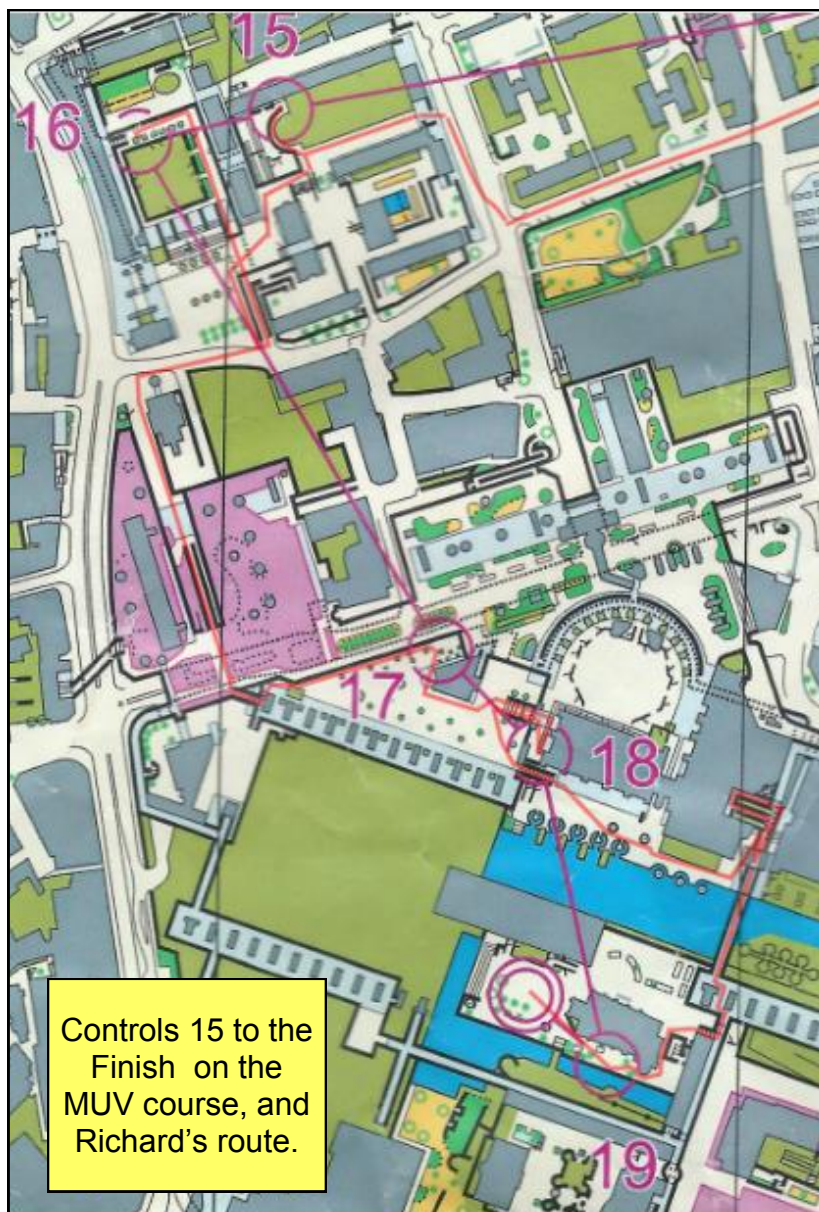 15
16
17
18
19
Controls 15 to the
Finish on the
MUV course, and
Richard's route.